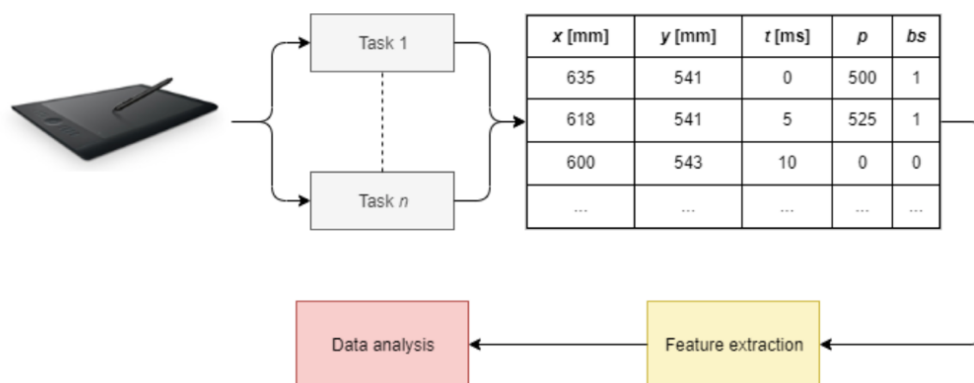 Task 1
Task n
x [mm] y [mm] t [ms] p bs
635 541 0 500 1
618 541 5 525 1
600 543 10 0 0
... ... ... ... ...
Data analysis
Feature extraction